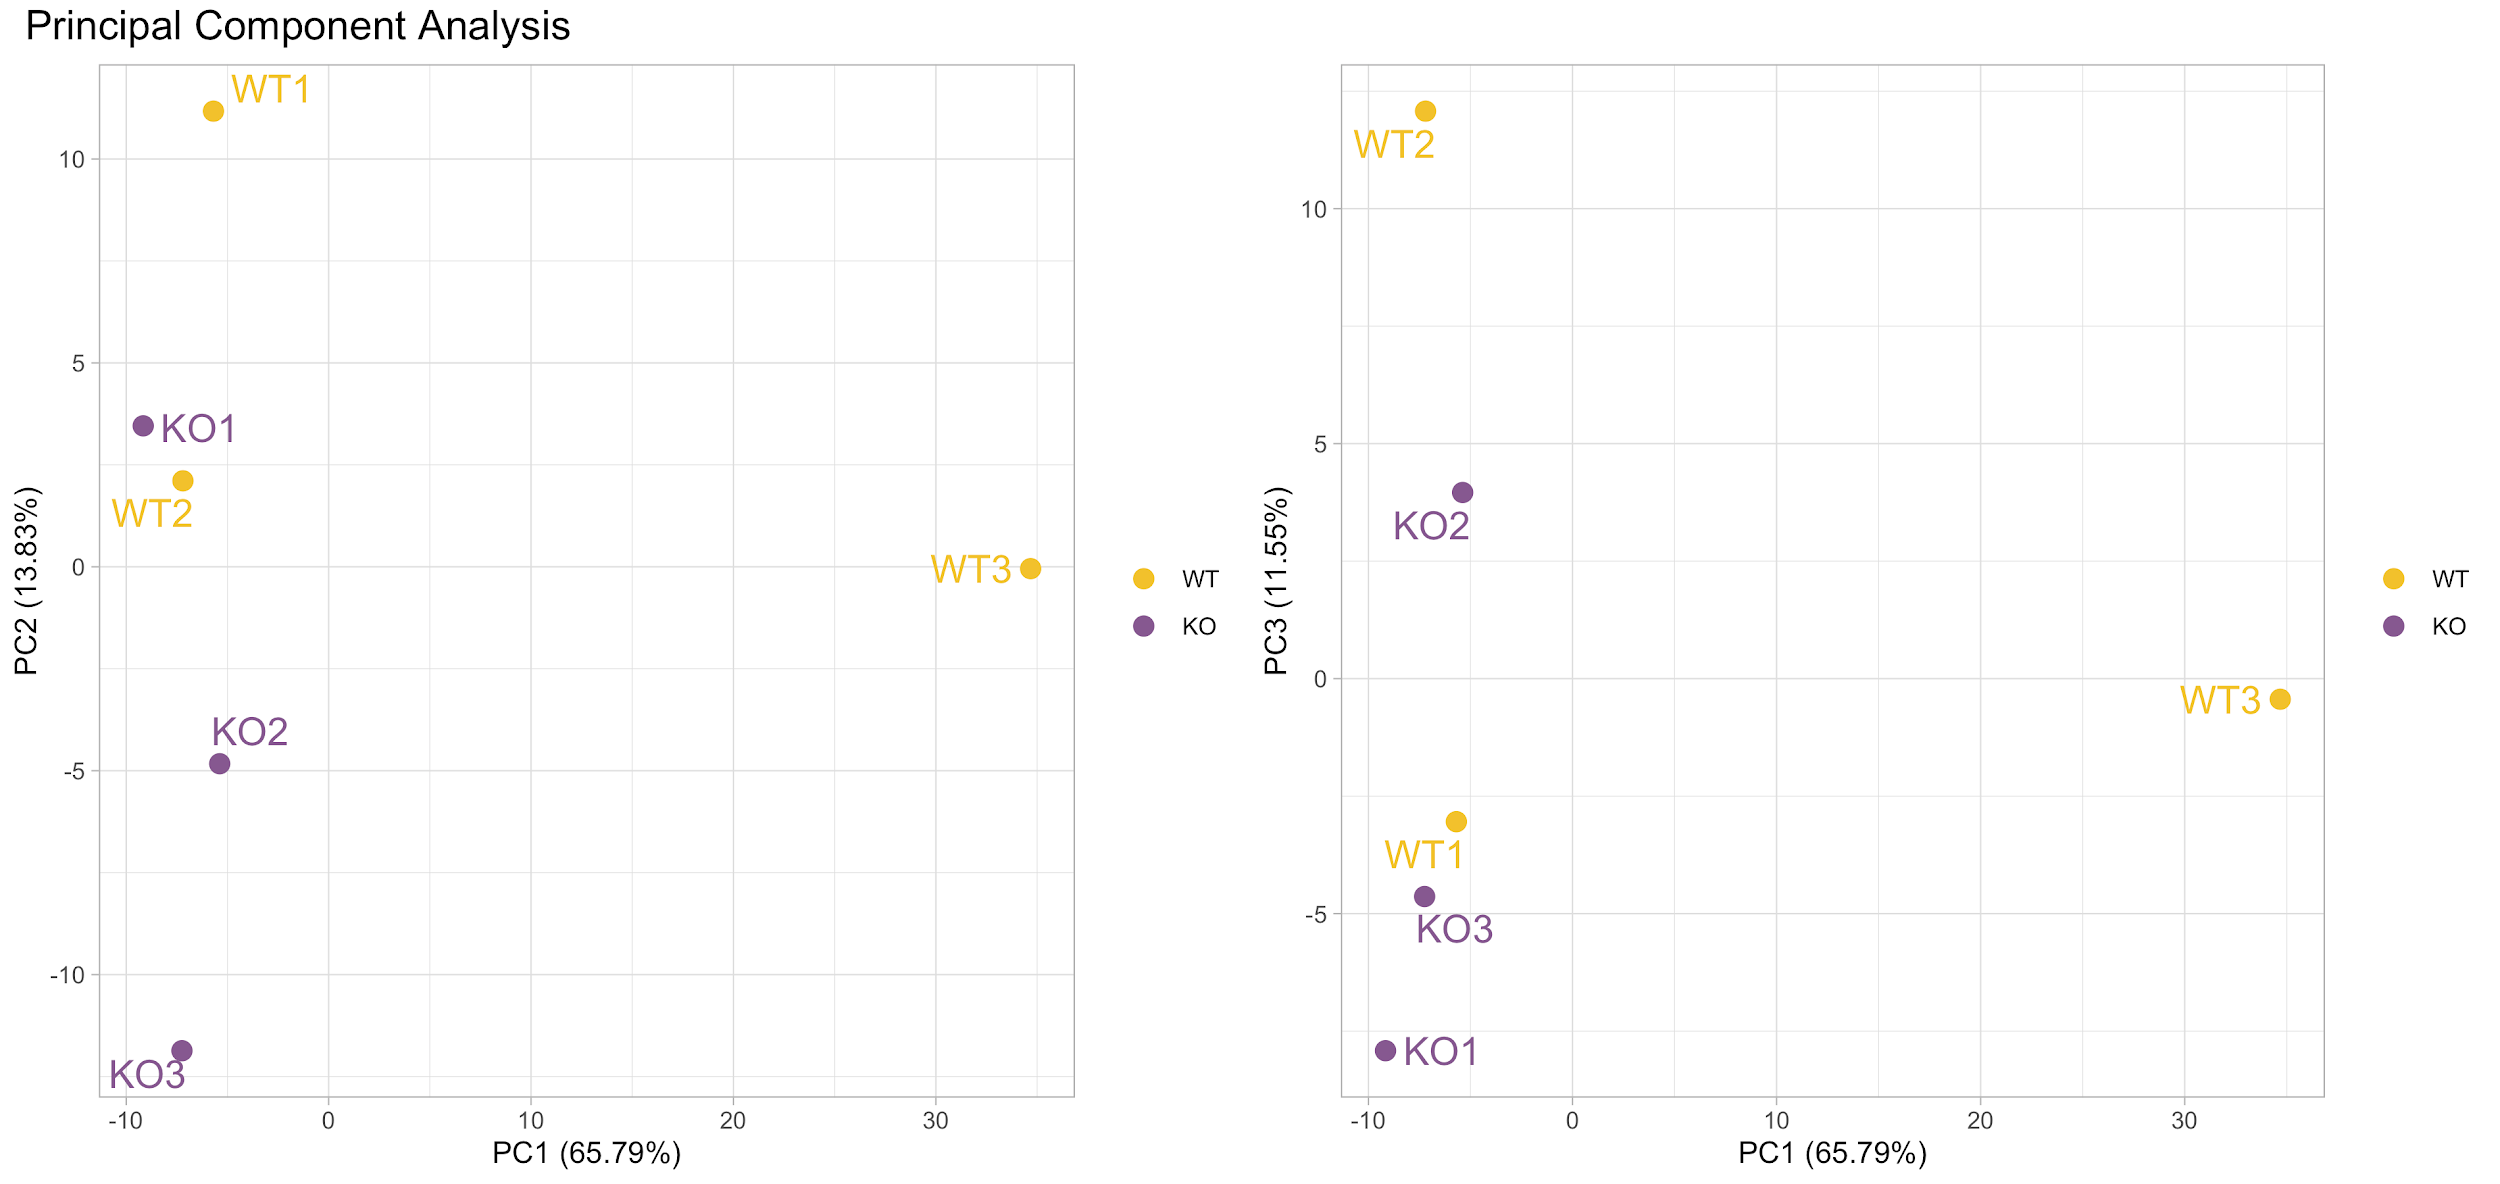 Principal Component Analysis
WT1
10
5
KO1
WT2
0
WT3
KO2
-5
-10
KO3
-10 0 10 20 30
PC1 (65.79%)
PC2 (13.83%)
WT
KO
WT2
10
5
KO2
0
WT3
WT1
-5
KO3
KO1
-10 0 10 20 30
PC1 (65.79%)
PC3 (11.55%)
WT
KO